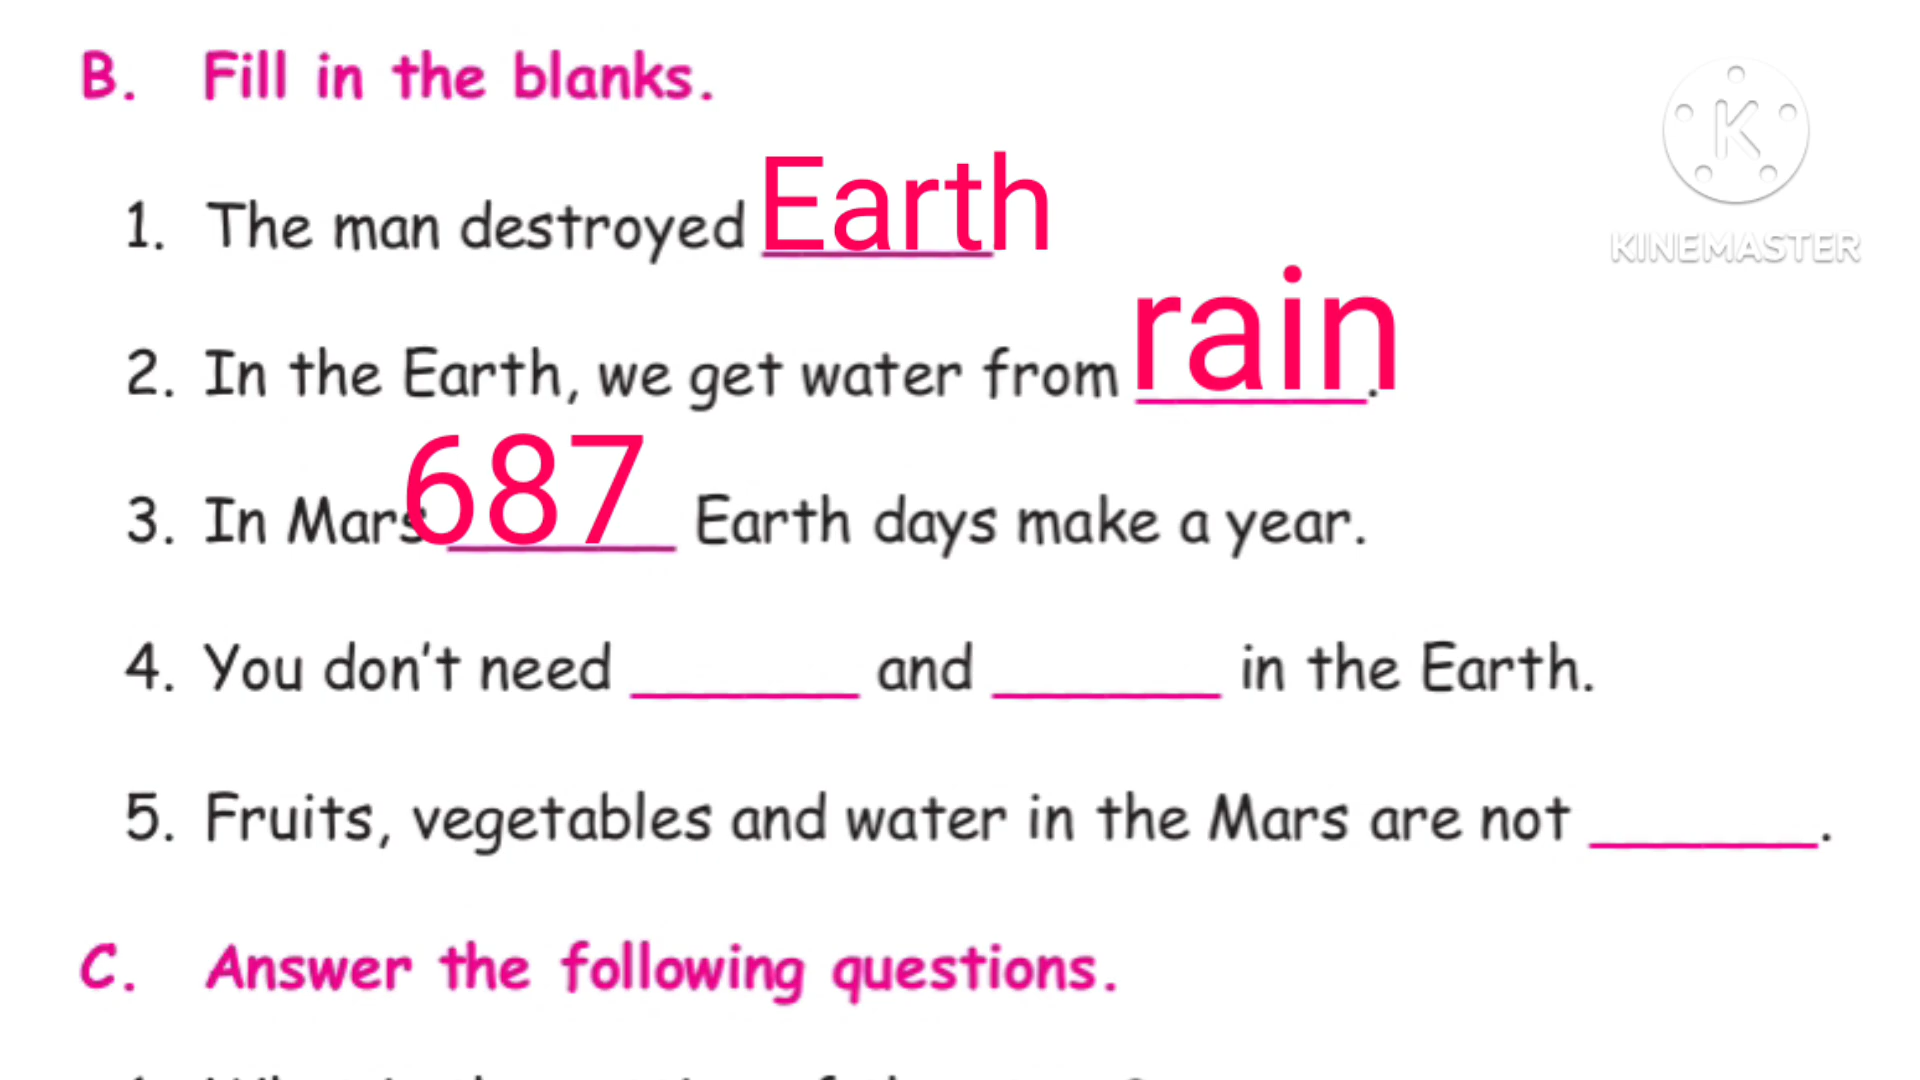 B. Fill in the blanks.
KINEMASTER
1. The man destroyed Earth
2. In the Earth, we get water from rain.
3. In Mars 687 Earth days make a year.
4. You don't need ______ and ______ in the Earth.
5. Fruits, vegetables and water in the Mars are not ______.
C. Answer the following questions.